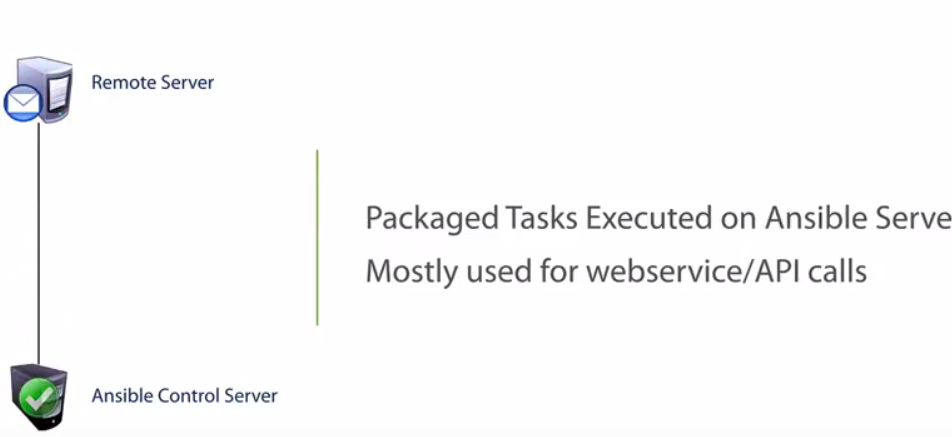 Remote Server
Packaged Tasks Executed on Ansible Serve
Mostly used for webservice/API calls
Ansible Control Server